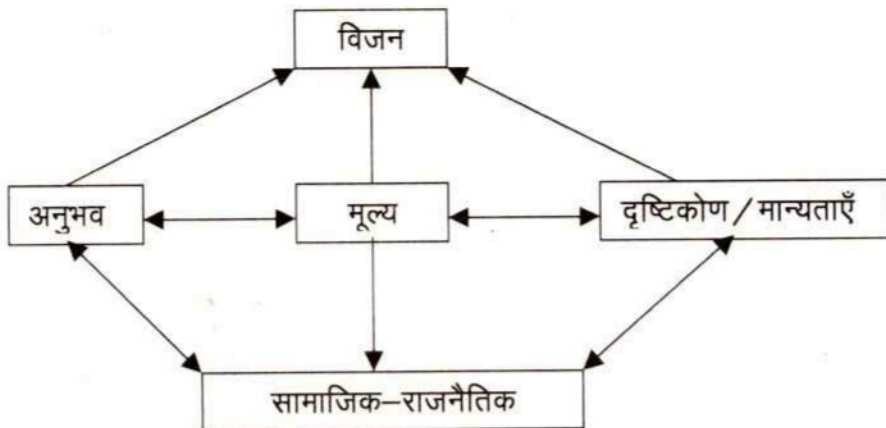 विजन
अनुभव
मूल्य
दृष्टिकोण / मान्यताएँ
सामाजिक–राजनैतिक